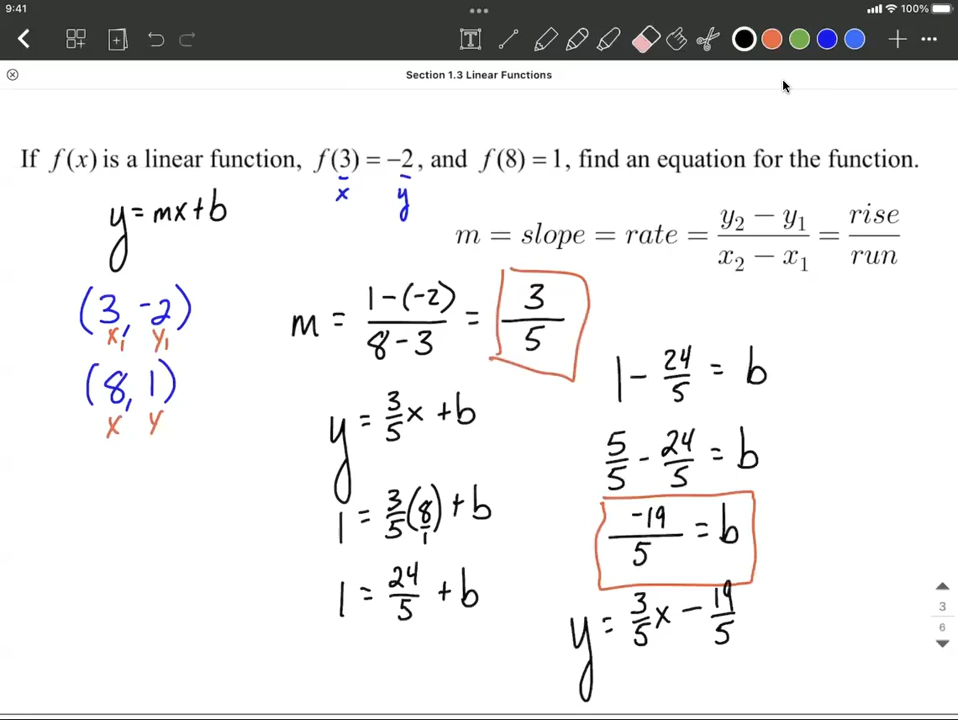 9:41 100%
Section 1.3 Linear Functions
If f(x) is a linear function, f(3) = −2, and f(8) = 1, find an equation for the function.
x y
y = mx + b
m = slope = rate = (y₂ − y₁)/(x₂ − x₁) = rise/run
(3, -2)
x₁ y₁
(8, 1)
x y
m = (1-(-2))/(8-3) = 3/5
y = 3/5 x + b
1 = 3/5 (8/1) + b
1 = 24/5 + b
1 - 24/5 = b
5/5 - 24/5 = b
-19/5 = b
y = 3/5 x - 19/5
3
6